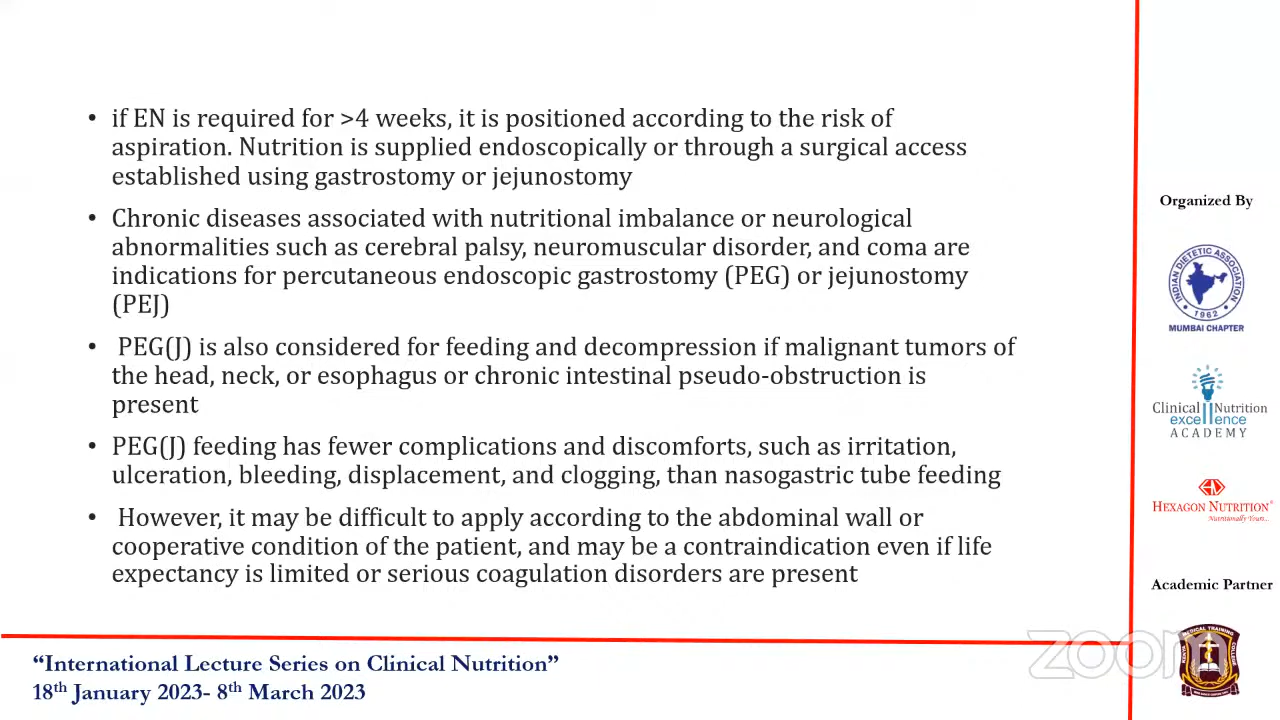 • if EN is required for >4 weeks, it is positioned according to the risk of
aspiration. Nutrition is supplied endoscopically or through a surgical access
established using gastrostomy or jejunostomy
• Chronic diseases associated with nutritional imbalance or neurological
abnormalities such as cerebral palsy, neuromuscular disorder, and coma are
indications for percutaneous endoscopic gastrostomy (PEG) or jejunostomy
(PEJ)
• PEG(J) is also considered for feeding and decompression if malignant tumors of
the head, neck, or esophagus or chronic intestinal pseudo-obstruction is
present
• PEG(J) feeding has fewer complications and discomforts, such as irritation,
ulceration, bleeding, displacement, and clogging, than nasogastric tube feeding
• However, it may be difficult to apply according to the abdominal wall or
cooperative condition of the patient, and may be a contraindication even if life
expectancy is limited or serious coagulation disorders are present
Organized By
INDIAN DIETETIC ASSOCIATION
1962
MUMBAI CHAPTER
Clinical Nutrition
excellence
ACADEMY
HEXAGON NUTRITION®
Nutritionally Yours...
Academic Partner
MEDICAL TRAINING
zoom
“International Lecture Series on Clinical Nutrition”
18th January 2023- 8th March 2023